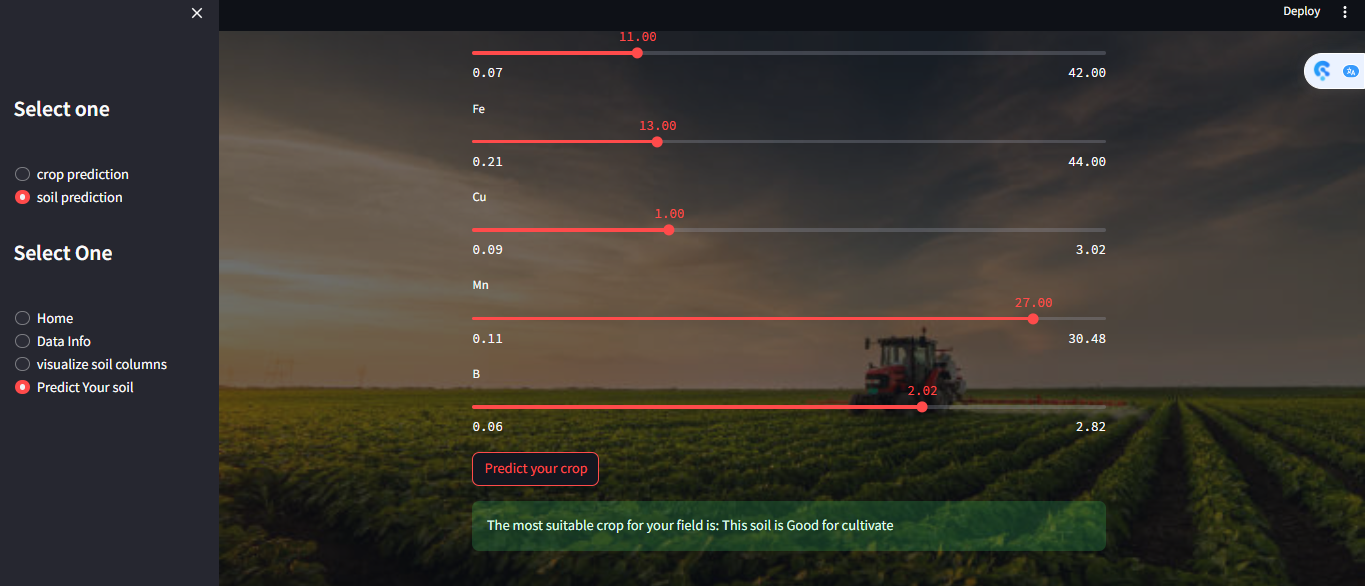 Deploy
Select one
crop prediction
soil prediction
Select One
Home
Data Info
visualize soil columns
Predict Your soil
11.00
0.07 42.00
Fe
13.00
0.21 44.00
Cu
1.00
0.09 3.02
Mn
27.00
0.11 30.48
B
2.02
0.06 2.82
Predict your crop
The most suitable crop for your field is: This soil is Good for cultivate